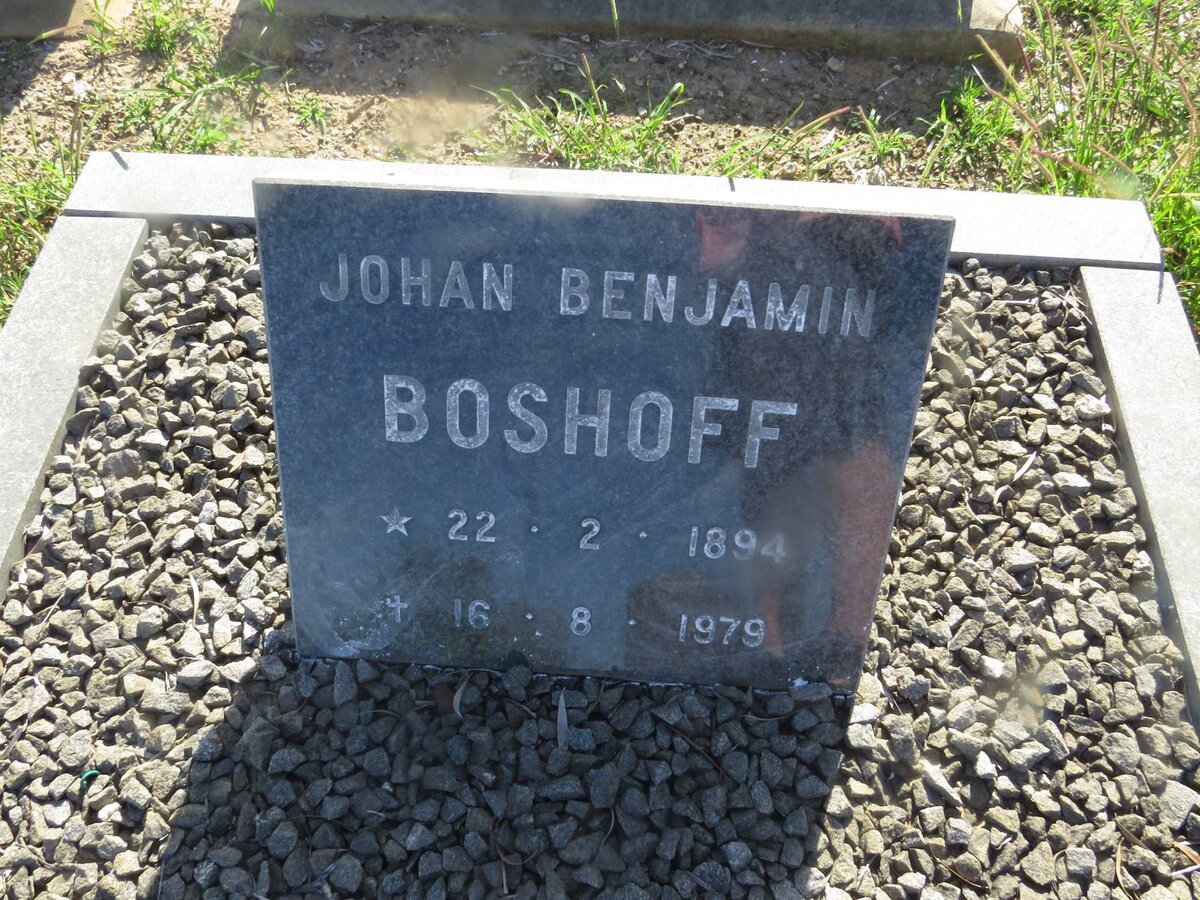 JOHAN BENJAMIN
BOSHOFF
★ 22 · 2 · 1894
✝ 16 · 8 · 1979